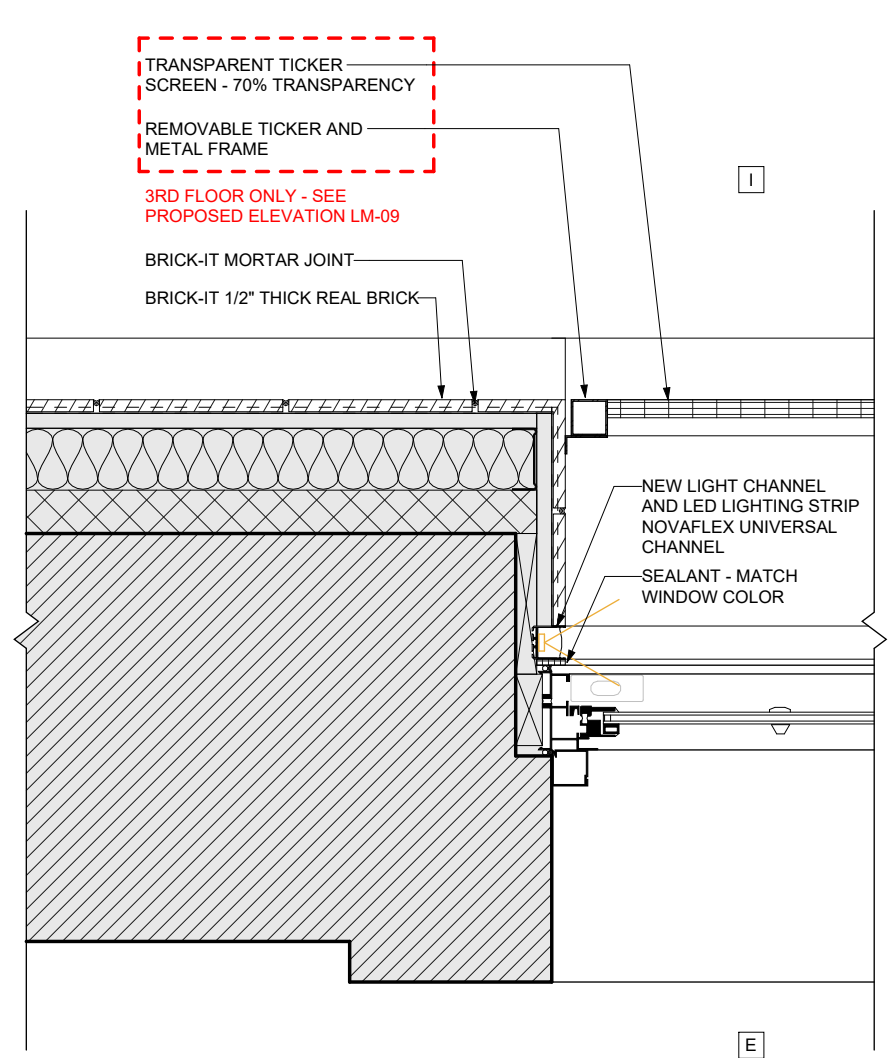 TRANSPARENT TICKER
SCREEN - 70% TRANSPARENCY
REMOVABLE TICKER AND
METAL FRAME
I
3RD FLOOR ONLY - SEE
PROPOSED ELEVATION LM-09
BRICK-IT MORTAR JOINT
BRICK-IT 1/2" THICK REAL BRICK
NEW LIGHT CHANNEL
AND LED LIGHTING STRIP
NOVAFLEX UNIVERSAL
CHANNEL
SEALANT - MATCH
WINDOW COLOR
E